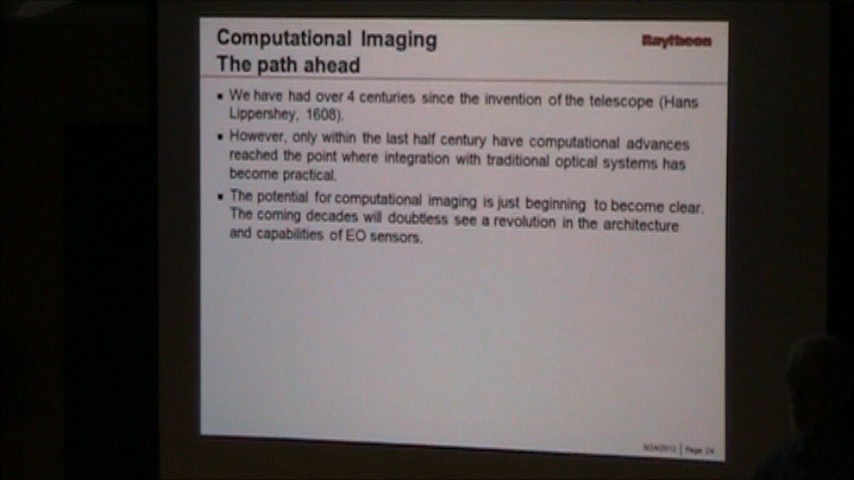 Computational Imaging
The path ahead
Raytheon
▪ We have had over 4 centuries since the invention of the telescope (Hans
Lippershey, 1608).
▪ However, only within the last half century have computational advances
reached the point where integration with traditional optical systems has
become practical.
▪ The potential for computational imaging is just beginning to become clear.
The coming decades will doubtless see a revolution in the architecture
and capabilities of EO sensors.
Page 24